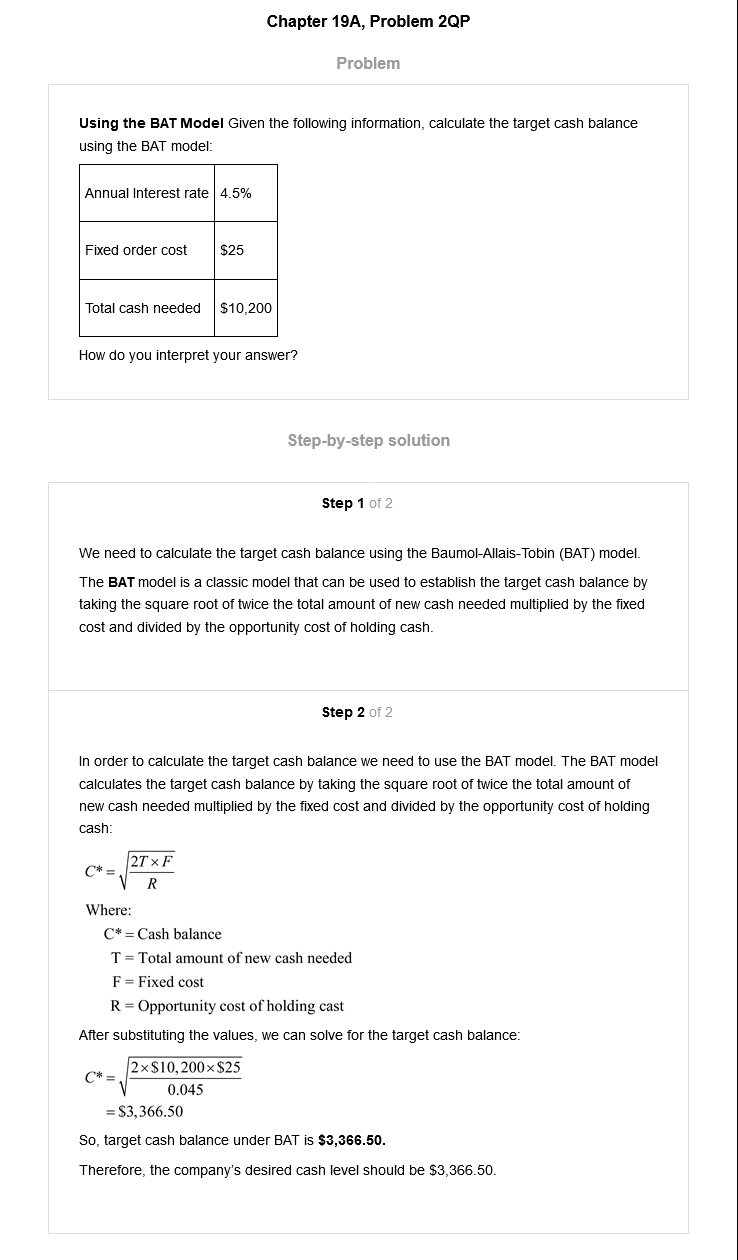 Chapter 19A, Problem 2QP
Problem
Using the BAT Model Given the following information, calculate the target cash balance
using the BAT model:
Annual Interest rate 4.5%
Fixed order cost $25
Total cash needed $10,200
How do you interpret your answer?
Step-by-step solution
Step 1 of 2
We need to calculate the target cash balance using the Baumol-Allais-Tobin (BAT) model.
The BAT model is a classic model that can be used to establish the target cash balance by
taking the square root of twice the total amount of new cash needed multiplied by the fixed
cost and divided by the opportunity cost of holding cash.
Step 2 of 2
In order to calculate the target cash balance we need to use the BAT model. The BAT model
calculates the target cash balance by taking the square root of twice the total amount of
new cash needed multiplied by the fixed cost and divided by the opportunity cost of holding
cash:
C* = √(2T × F / R)
Where:
C* = Cash balance
T = Total amount of new cash needed
F = Fixed cost
R = Opportunity cost of holding cast
After substituting the values, we can solve for the target cash balance:
C* = √(2×$10,200×$25 / 0.045)
= $3,366.50
So, target cash balance under BAT is $3,366.50.
Therefore, the company's desired cash level should be $3,366.50.